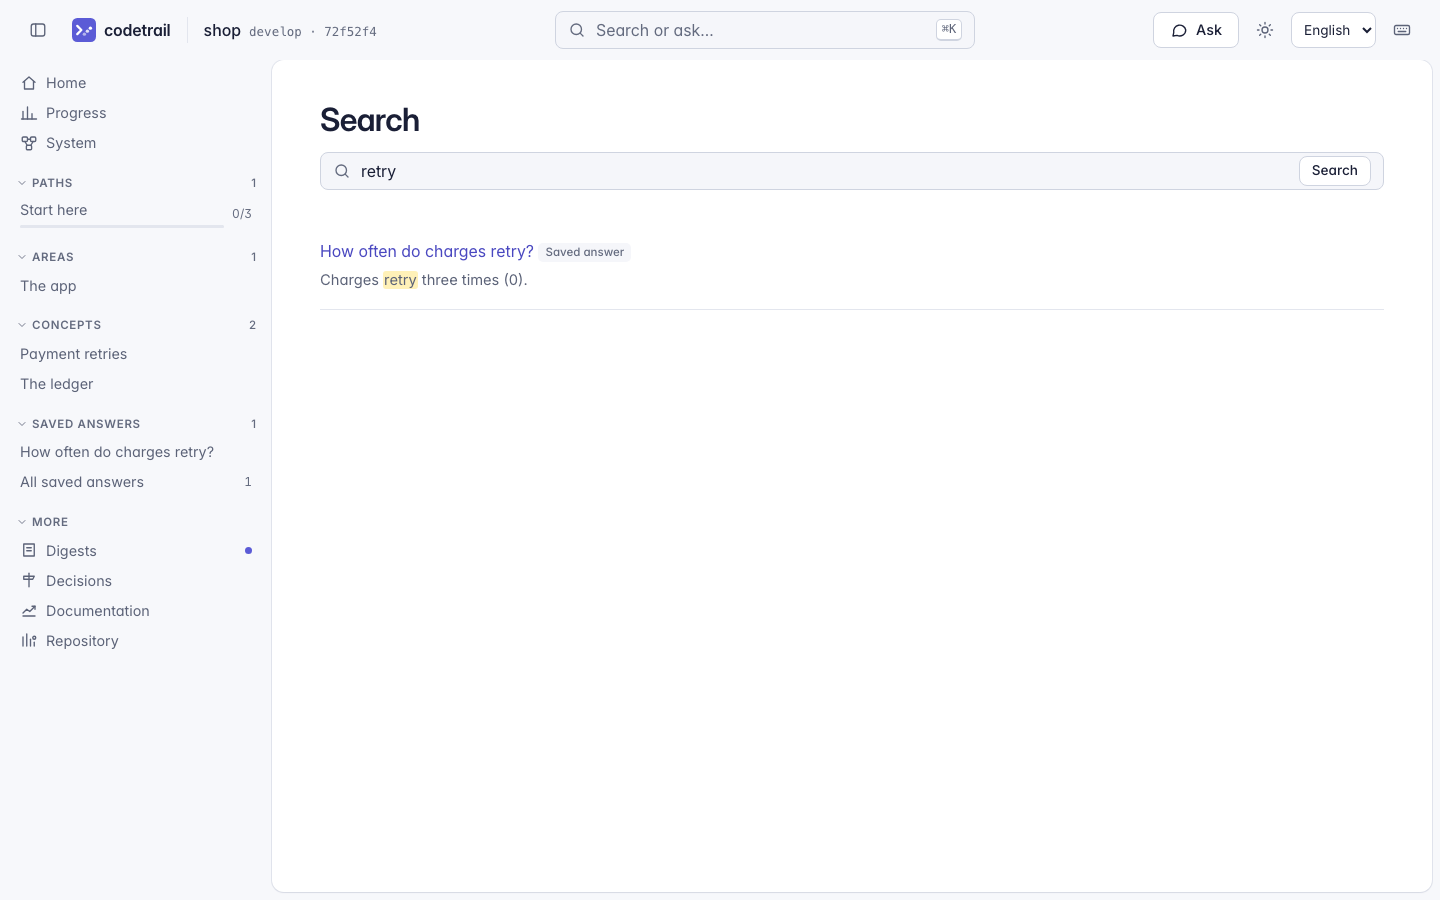 codetrail
shop develop · 72f52f4
Search or ask...
⌘K
Ask
English
Home
Progress
System
PATHS 1
Start here 0/3
AREAS 1
The app
CONCEPTS 2
Payment retries
The ledger
SAVED ANSWERS 1
How often do charges retry?
All saved answers 1
MORE
Digests
Decisions
Documentation
Repository
Search
retry
Search
How often do charges retry? Saved answer
Charges retry three times (0).